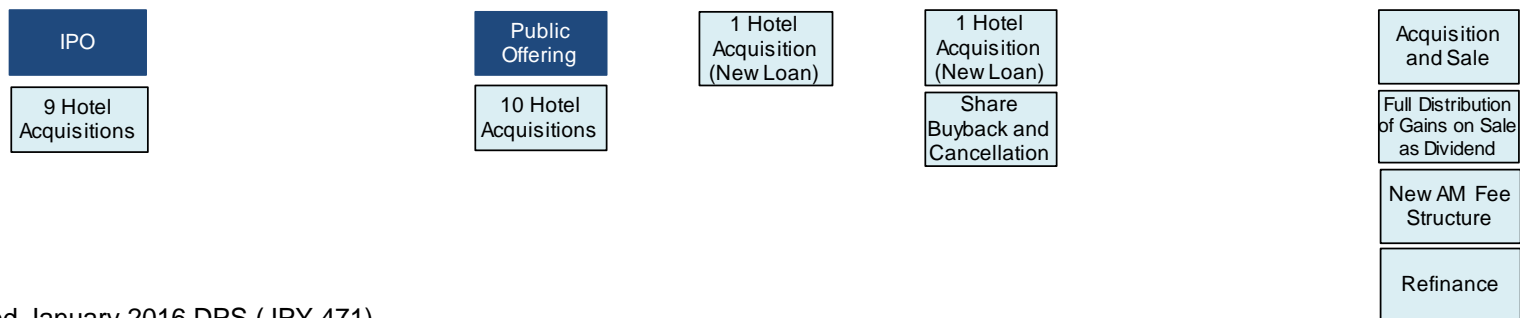 IPO
9 Hotel
Acquisitions
Public
Offering
10 Hotel
Acquisitions
1 Hotel
Acquisition
(New Loan)
1 Hotel
Acquisition
(New Loan)
Share
Buyback and
Cancellation
Acquisition
and Sale
Full Distribution
of Gains on Sale
as Dividend
New AM Fee
Structure
Refinance
January 2016 DPS (JPY 471)